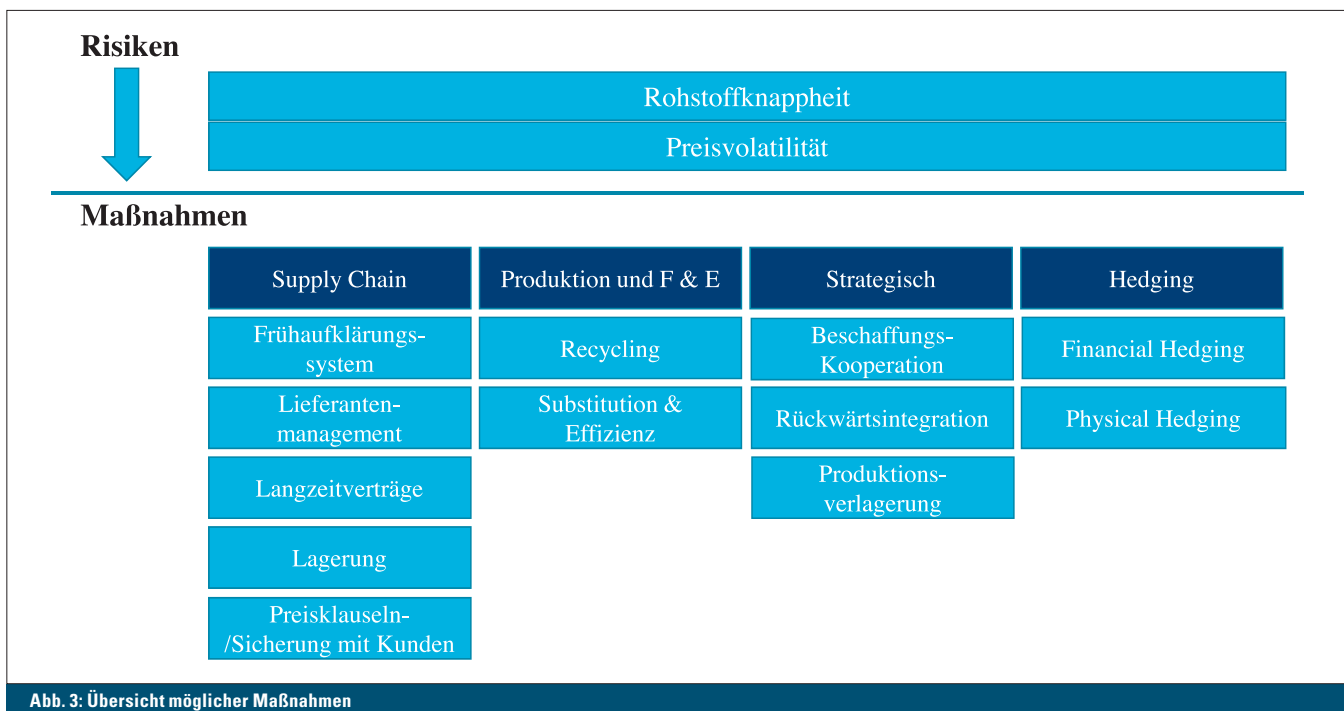 Risiken
Rohstoffknappheit
Preisvolatilität
Maßnahmen
Supply Chain
Frühaufklärungs-
system
Lieferanten-
management
Langzeitverträge
Lagerung
Preisklauseln-
/Sicherung mit Kunden
Produktion und F & E
Recycling
Substitution &
Effizienz
Strategisch
Beschaffungs-
Kooperation
Rückwärtsintegration
Produktions-
verlagerung
Hedging
Financial Hedging
Physical Hedging
Abb. 3: Übersicht möglicher Maßnahmen